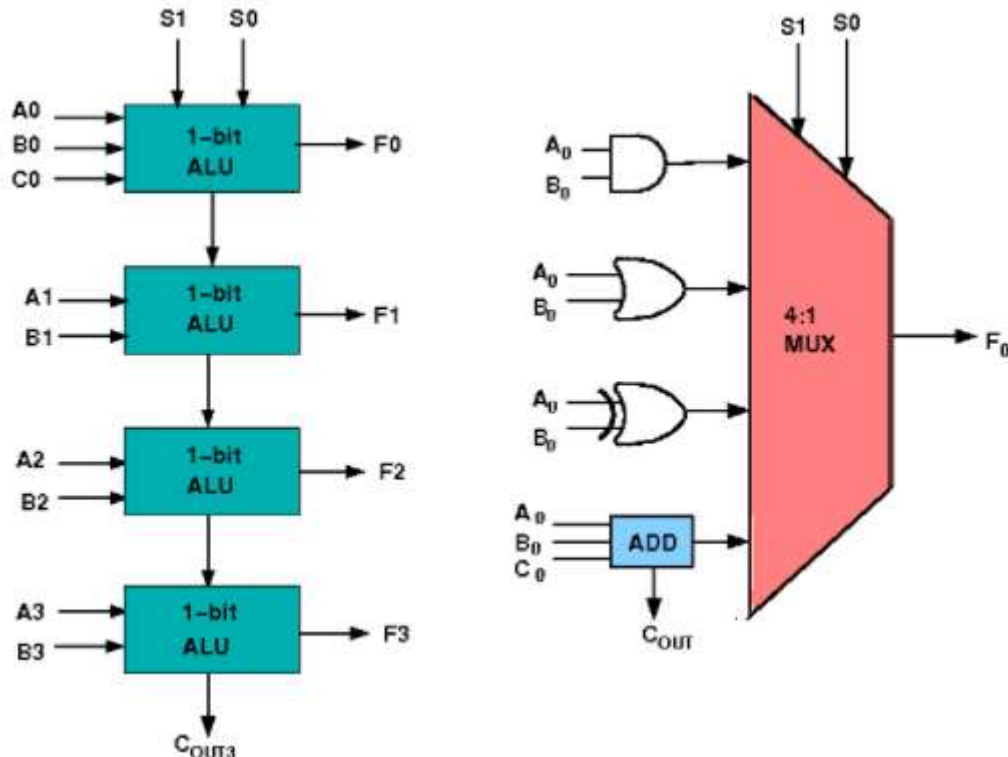 S1 S0
A0
B0
C0
1-bit
ALU
F0
A1
B1
1-bit
ALU
F1
A2
B2
1-bit
ALU
F2
A3
B3
1-bit
ALU
F3
COUT3
S1 S0
A0
B0
A0
B0
A0
B0
A0
B0
C0
ADD
COUT
4:1
MUX
F0